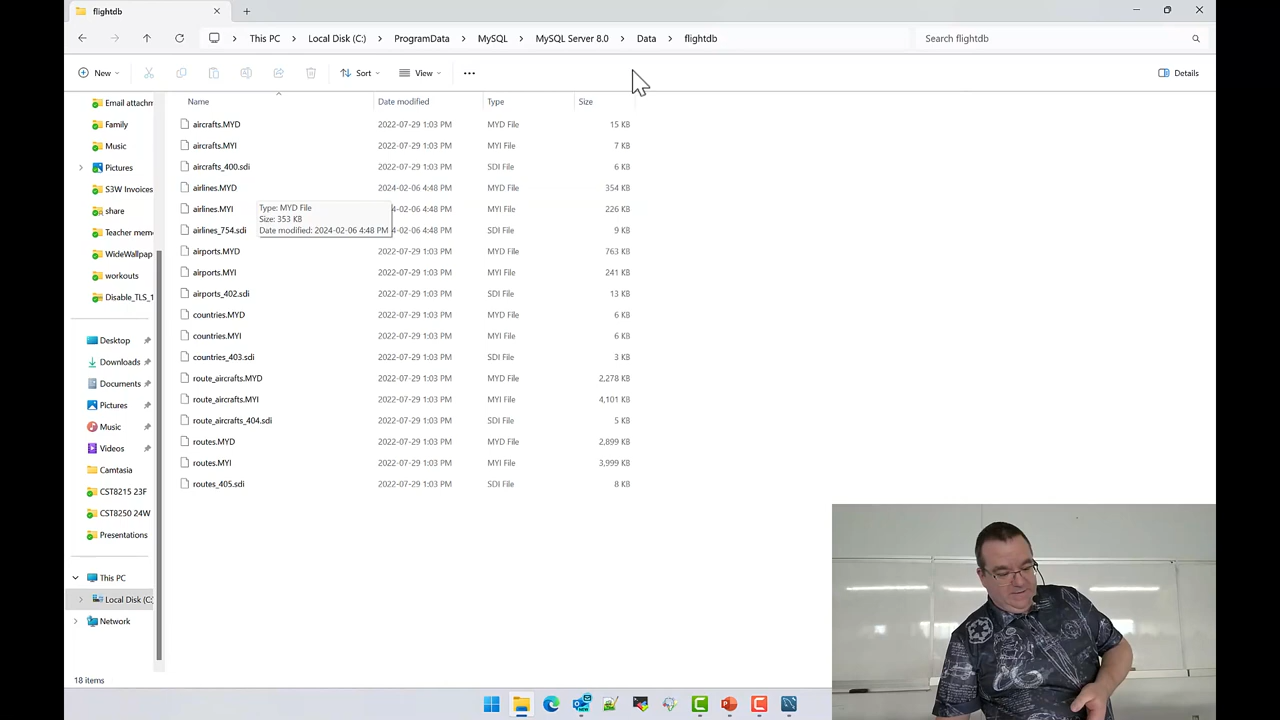 flightdb
This PC > Local Disk (C:) > ProgramData > MySQL > MySQL Server 8.0 > Data > flightdb
Search flightdb
New
Sort
View
Details
Name Date modified Type Size
aircrafts.MYD 2022-07-29 1:03 PM MYD File 15 KB
aircrafts.MYI 2022-07-29 1:03 PM MYI File 7 KB
aircrafts_400.sdi 2022-07-29 1:03 PM SDI File 6 KB
airlines.MYD 2024-02-06 4:48 PM MYD File 354 KB
airlines.MYI 4-02-06 4:48 PM MYI File 226 KB
airlines_754.sdi 4-02-06 4:48 PM SDI File 9 KB
Type: MYD File
Size: 353 KB
Date modified: 2024-02-06 4:48 PM
airports.MYD 2022-07-29 1:03 PM MYD File 763 KB
airports.MYI 2022-07-29 1:03 PM MYI File 241 KB
airports_402.sdi 2022-07-29 1:03 PM SDI File 13 KB
countries.MYD 2022-07-29 1:03 PM MYD File 6 KB
countries.MYI 2022-07-29 1:03 PM MYI File 6 KB
countries_403.sdi 2022-07-29 1:03 PM SDI File 3 KB
route_aircrafts.MYD 2022-07-29 1:03 PM MYD File 2,278 KB
route_aircrafts.MYI 2022-07-29 1:03 PM MYI File 4,101 KB
route_aircrafts_404.sdi 2022-07-29 1:03 PM SDI File 5 KB
routes.MYD 2022-07-29 1:03 PM MYD File 2,899 KB
routes.MYI 2022-07-29 1:03 PM MYI File 3,999 KB
routes_405.sdi 2022-07-29 1:03 PM SDI File 8 KB
Email attachm
Family
Music
Pictures
S3W Invoices
share
Teacher mem
WideWallpap
workouts
Disable_TLS_1
Desktop
Downloads
Documents
Pictures
Music
Videos
Camtasia
CST8215 23F
CST8250 24W
Presentations
This PC
Local Disk (C:
Network
18 items